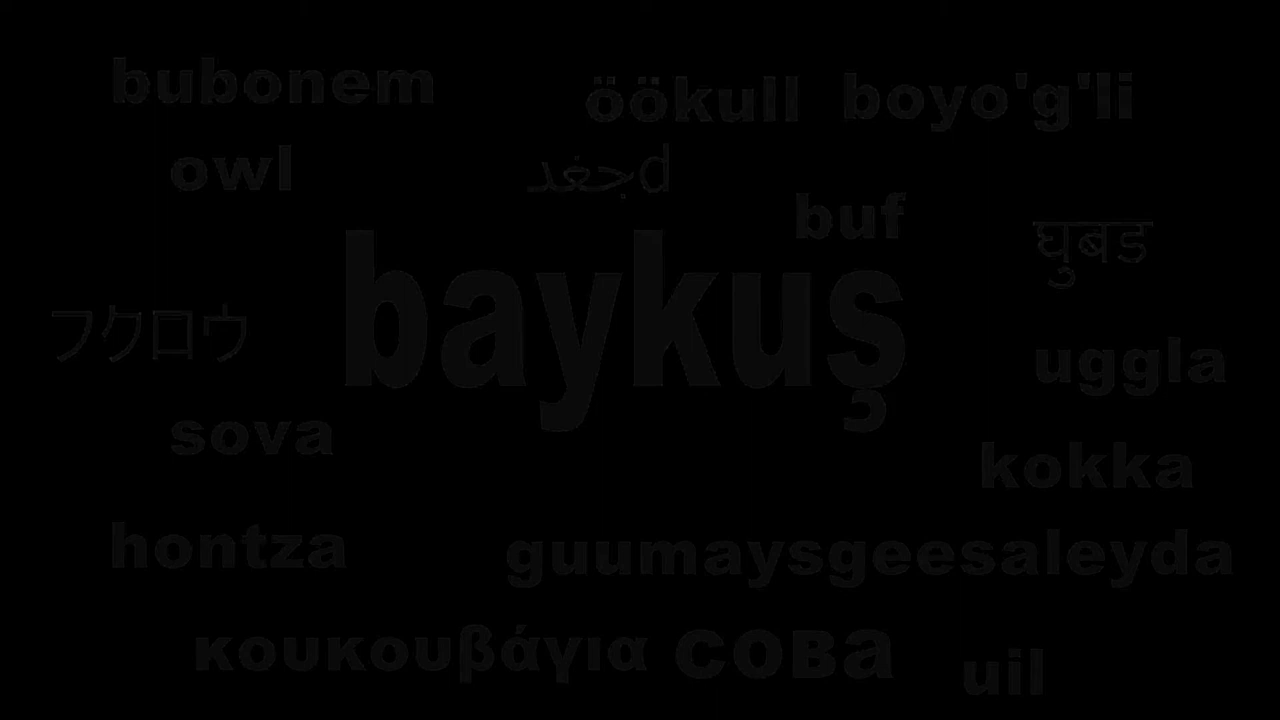 bubonem
öökull boyo'g'li
owl
جغدd
buf
घुबड
baykuş
フクロウ
uggla
sova
kokka
hontza
guumaysgeesaleyda
κουκουβάγια сова
uil